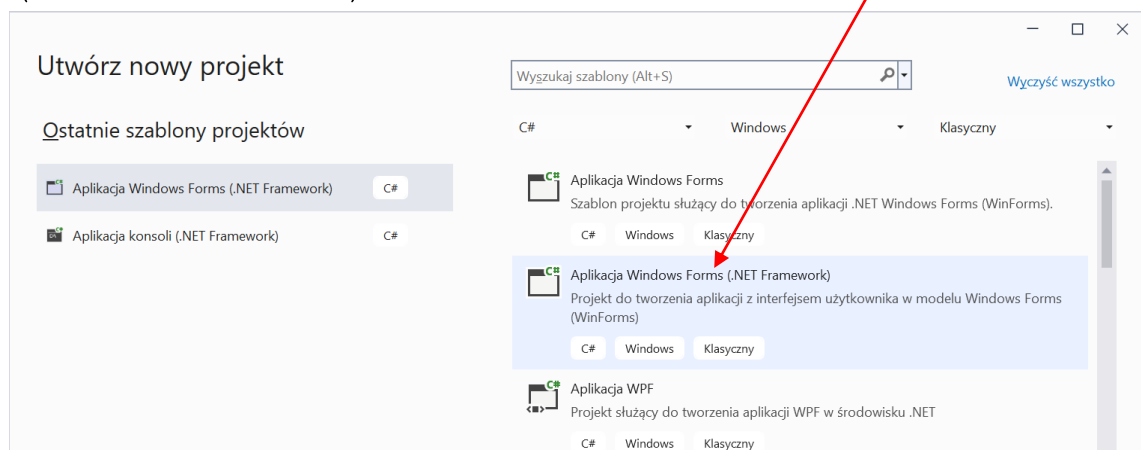 Utwórz nowy projekt
Wyszukaj szablony (Alt+S)
Wyczyść wszystko
Ostatnie szablony projektów
C#
Windows
Klasyczny
Aplikacja Windows Forms (.NET Framework)
C#
Aplikacja konsoli (.NET Framework)
C#
Aplikacja Windows Forms
Szablon projektu służący do tworzenia aplikacji .NET Windows Forms (WinForms).
C# Windows Klasyczny
Aplikacja Windows Forms (.NET Framework)
Projekt do tworzenia aplikacji z interfejsem użytkownika w modelu Windows Forms
(WinForms)
C# Windows Klasyczny
Aplikacja WPF
Projekt służący do tworzenia aplikacji WPF w środowisku .NET
C# Windows Klasyczny